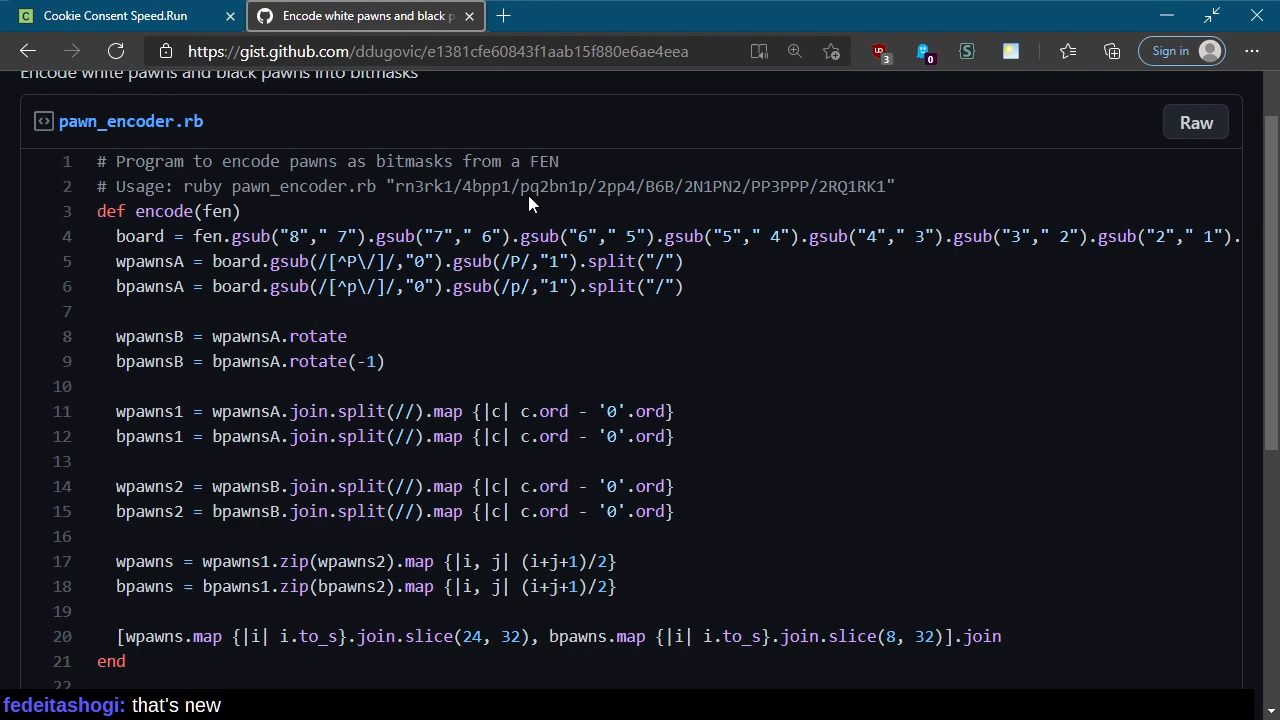 Cookie Consent Speed.Run
Encode white pawns and black p
https://gist.github.com/ddugovic/e1381cfe60843f1aab15f880e6ae4eea
3
0
Sign in
Encode white pawns and black pawns into bitmasks
pawn_encoder.rb
Raw
1 # Program to encode pawns as bitmasks from a FEN
2 # Usage: ruby pawn_encoder.rb "rn3rk1/4bpp1/pq2bn1p/2pp4/B6B/2N1PN2/PP3PPP/2RQ1RK1"
3 def encode(fen)
4 board = fen.gsub("8"," 7").gsub("7"," 6").gsub("6"," 5").gsub("5"," 4").gsub("4"," 3").gsub("3"," 2").gsub("2"," 1").
5 wpawnsA = board.gsub(/[^P\/]/,"0").gsub(/P/,"1").split("/")
6 bpawnsA = board.gsub(/[^p\/]/,"0").gsub(/p/,"1").split("/")
7
8 wpawnsB = wpawnsA.rotate
9 bpawnsB = bpawnsA.rotate(-1)
10
11 wpawns1 = wpawnsA.join.split(//).map {|c| c.ord - '0'.ord}
12 bpawns1 = bpawnsA.join.split(//).map {|c| c.ord - '0'.ord}
13
14 wpawns2 = wpawnsB.join.split(//).map {|c| c.ord - '0'.ord}
15 bpawns2 = bpawnsB.join.split(//).map {|c| c.ord - '0'.ord}
16
17 wpawns = wpawns1.zip(wpawns2).map {|i, j| (i+j+1)/2}
18 bpawns = bpawns1.zip(bpawns2).map {|i, j| (i+j+1)/2}
19
20 [wpawns.map {|i| i.to_s}.join.slice(24, 32), bpawns.map {|i| i.to_s}.join.slice(8, 32)].join
21 end
22
fedeitashogi: that's new